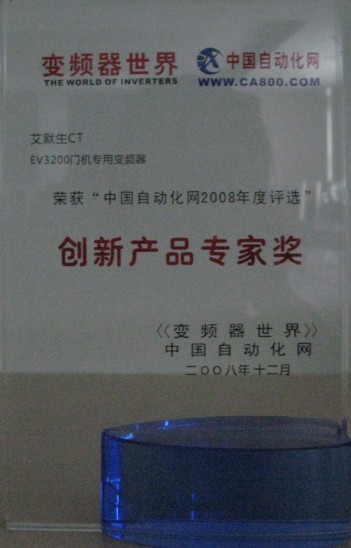 变频器世界
THE WORLD OF INVERTERS
中国自动化网
WWW.CA800.COM
艾默生CT
EV3200门机专用变频器
荣获“中国自动化网2008年度评选”
创新产品专家奖
《变频器世界》
中国自动化网
二〇〇八年十二月